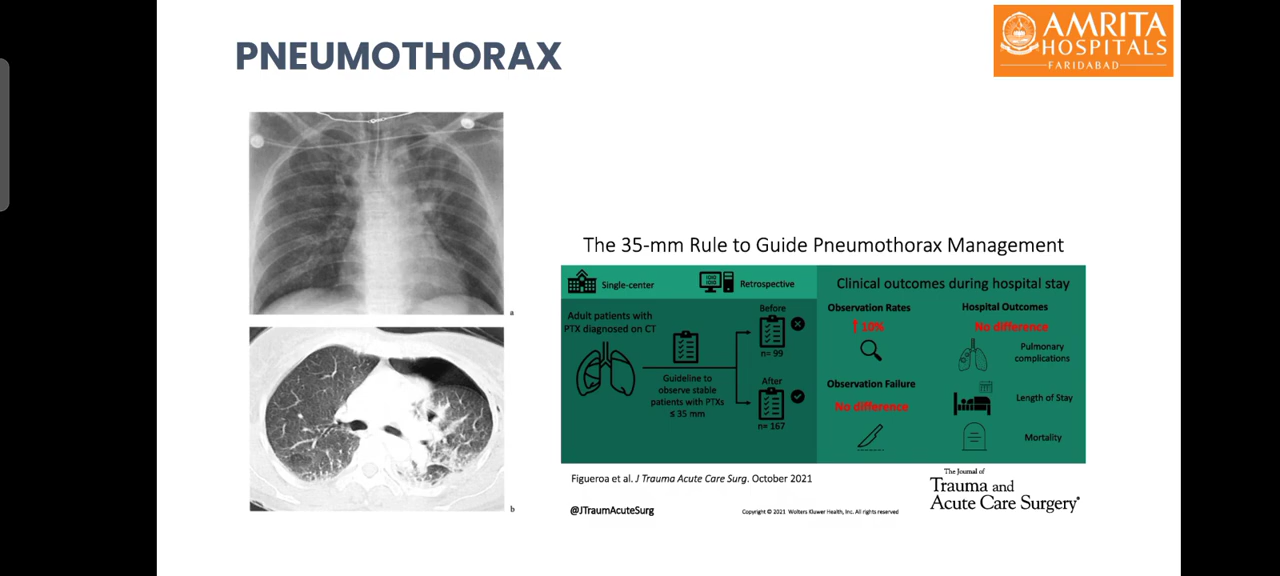 PNEUMOTHORAX
AMRITA
HOSPITALS
FARIDABAD
a
b
The 35-mm Rule to Guide Pneumothorax Management
Single-center
Retrospective
Adult patients with
PTX diagnosed on CT
Guideline to
observe stable
patients with PTXs
≤ 35 mm
Before
n= 99
After
n= 167
Clinical outcomes during hospital stay
Observation Rates
↑ 10%
Observation Failure
No difference
Hospital Outcomes
No difference
Pulmonary
complications
Length of Stay
Mortality
Figueroa et al. J Trauma Acute Care Surg. October 2021
@JTraumAcuteSurg
Copyright © 2021 Wolters Kluwer Health, Inc. All rights reserved
The Journal of
Trauma and
Acute Care Surgery®